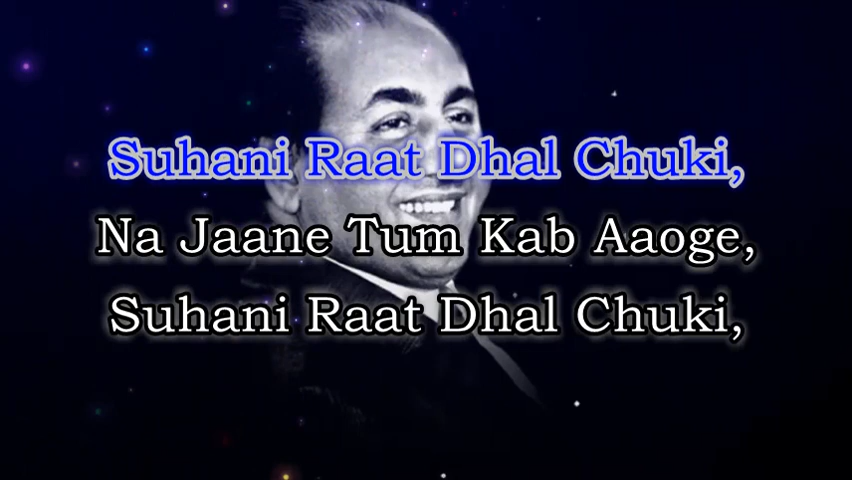 Suhani Raat Dhal Chuki,
Na Jaane Tum Kab Aaoge,
Suhani Raat Dhal Chuki,